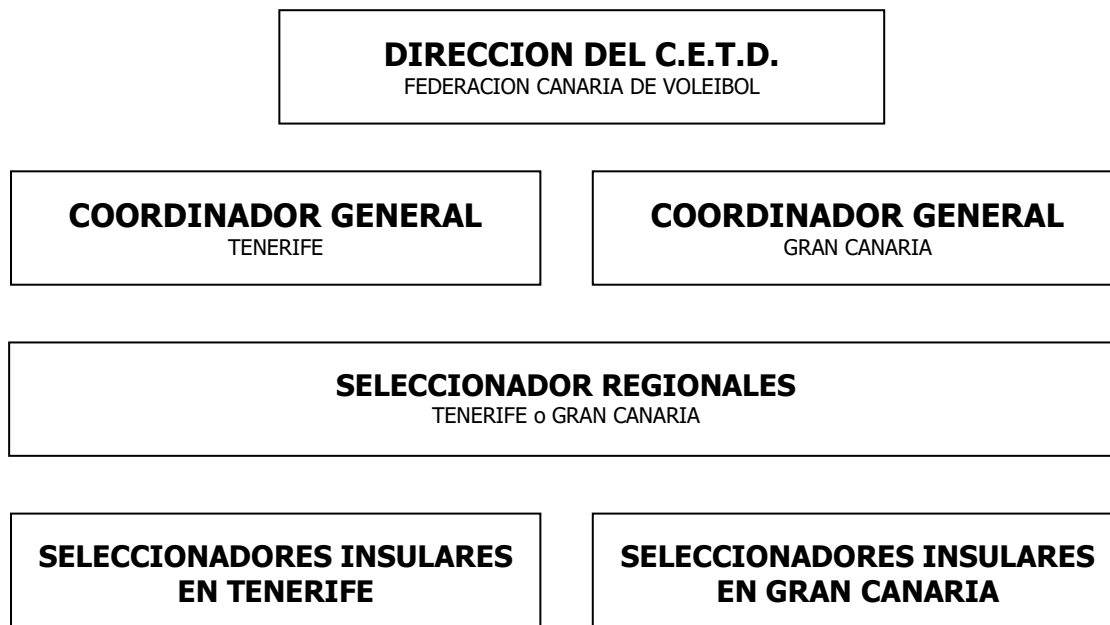 DIRECCION DEL C.E.T.D.
FEDERACION CANARIA DE VOLEIBOL
COORDINADOR GENERAL
TENERIFE
COORDINADOR GENERAL
GRAN CANARIA
SELECCIONADOR REGIONALES
TENERIFE o GRAN CANARIA
SELECCIONADORES INSULARES
EN TENERIFE
SELECCIONADORES INSULARES
EN GRAN CANARIA